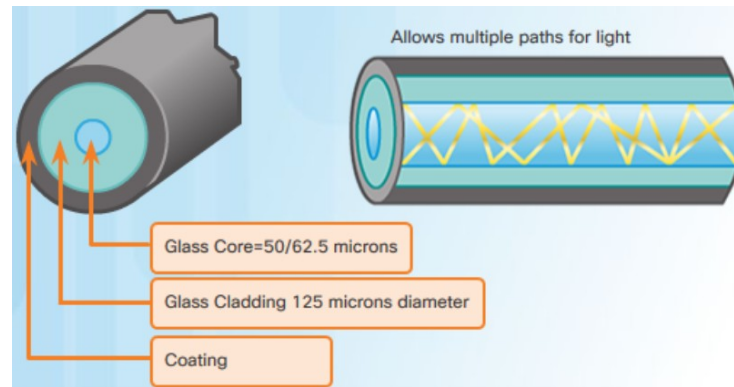 Allows multiple paths for light
Glass Core=50/62.5 microns
Glass Cladding 125 microns diameter
Coating